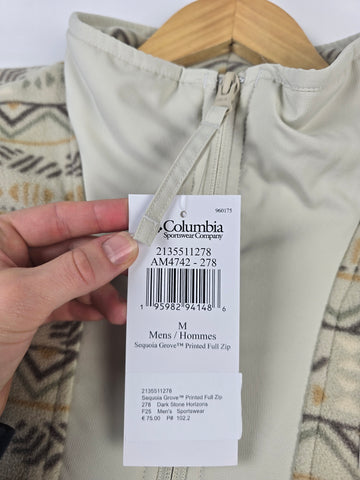 960175
Columbia
Sportswear Company
2135511278
AM4742 - 278
1 95982 94148 6
M
Mens / Hommes
Sequoia Grove™ Printed Full Zip
2135511278
Sequoia Grove™ Printed Full Zip
278 Dark Stone Horizons
F25 Men's Sportswear
€ 75.00 P# 102.2